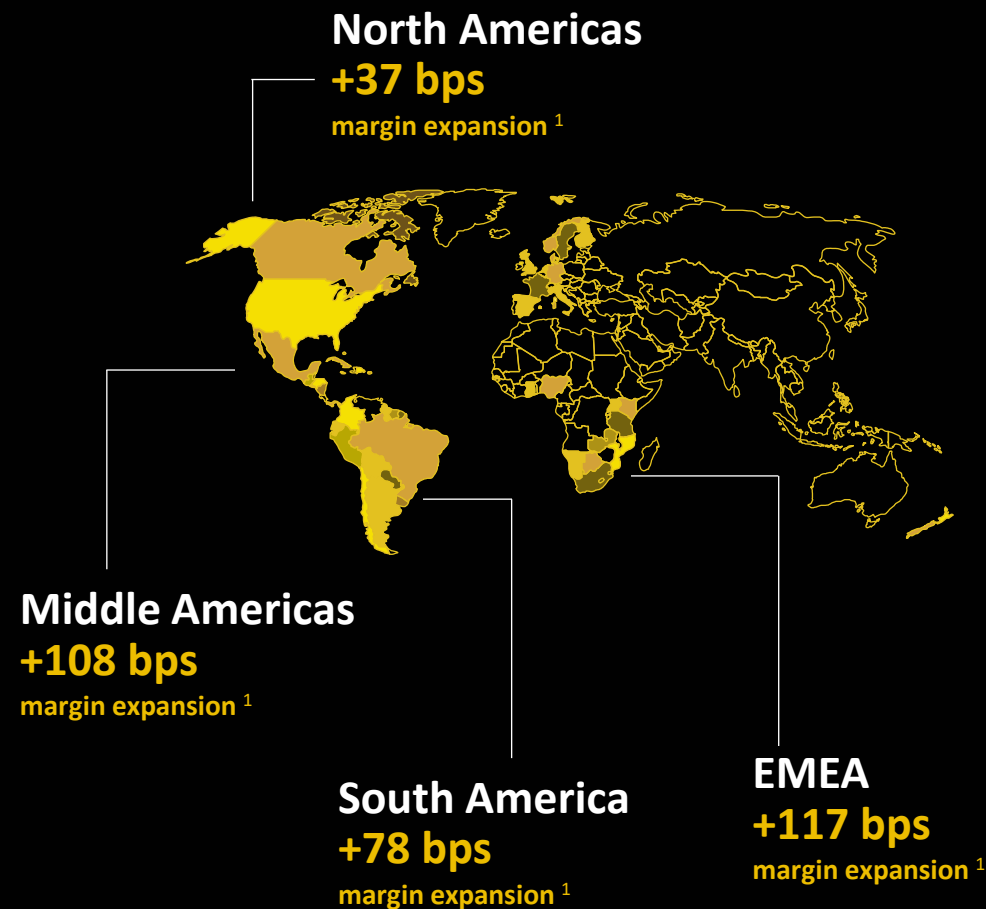 North Americas
+37 bps
margin expansion 1
Middle Americas
+108 bps
margin expansion 1
South America
+78 bps
margin expansion 1
EMEA
+117 bps
margin expansion 1